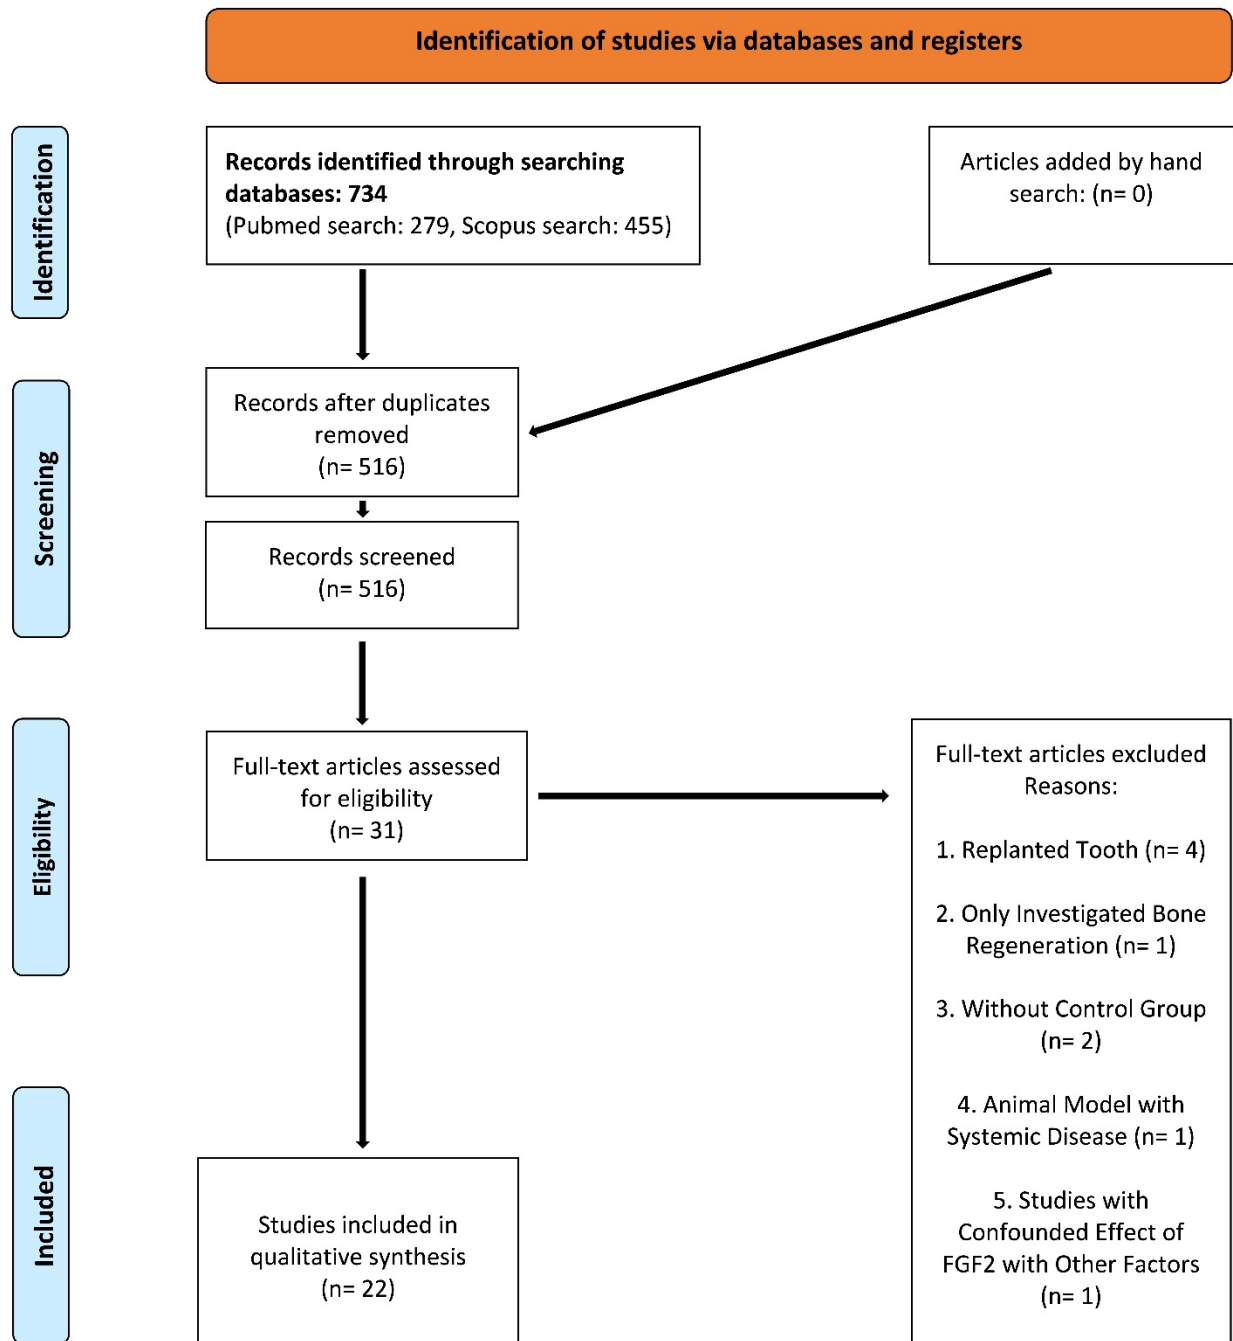 Identification of studies via databases and registers
Identification
Records identified through searching
databases: 734
(Pubmed search: 279, Scopus search: 455)
Articles added by hand
search: (n= 0)
Screening
Records after duplicates
removed
(n= 516)
Records screened
(n= 516)
Eligibility
Full-text articles assessed
for eligibility
(n= 31)
Full-text articles excluded
Reasons:
1. Replanted Tooth (n= 4)
2. Only Investigated Bone
Regeneration (n= 1)
3. Without Control Group
(n= 2)
4. Animal Model with
Systemic Disease (n= 1)
5. Studies with
Confounded Effect of
FGF2 with Other Factors
(n= 1)
Included
Studies included in
qualitative synthesis
(n= 22)